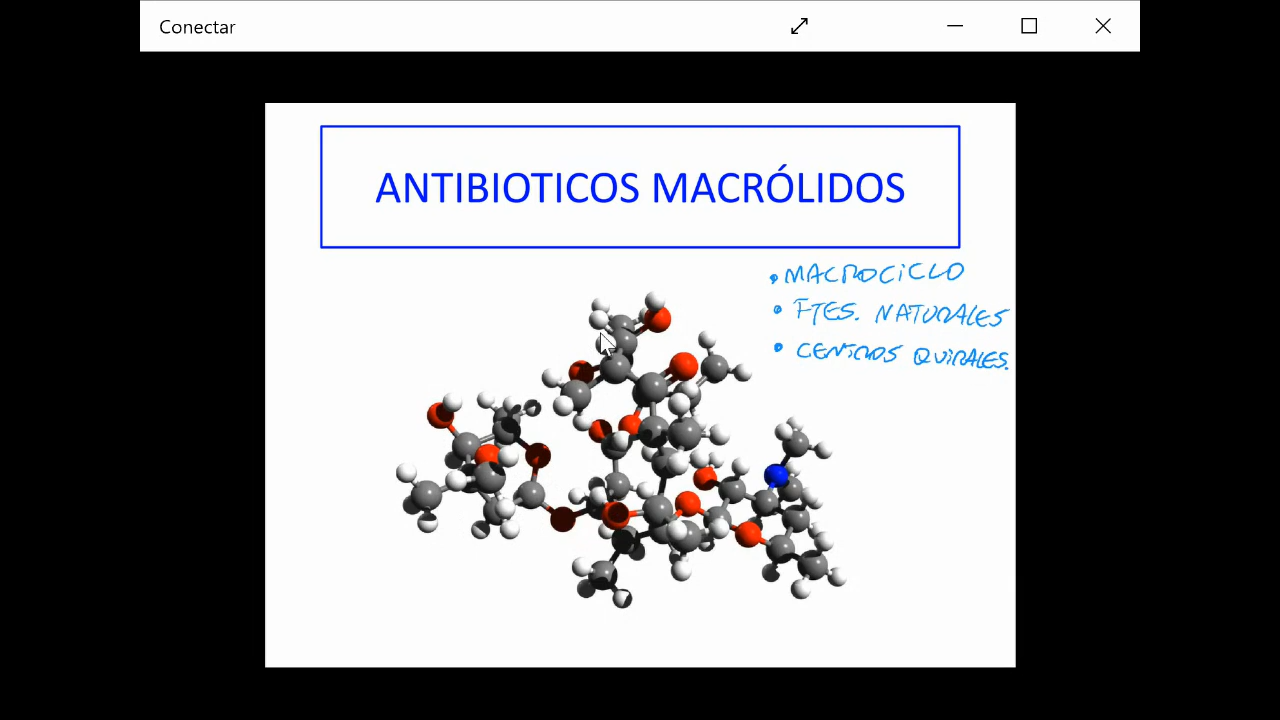 Conectar
ANTIBIOTICOS MACRÓLIDOS
• MACROCICLO
• FTES. NATURALES
• CENTROS QUIRALES.